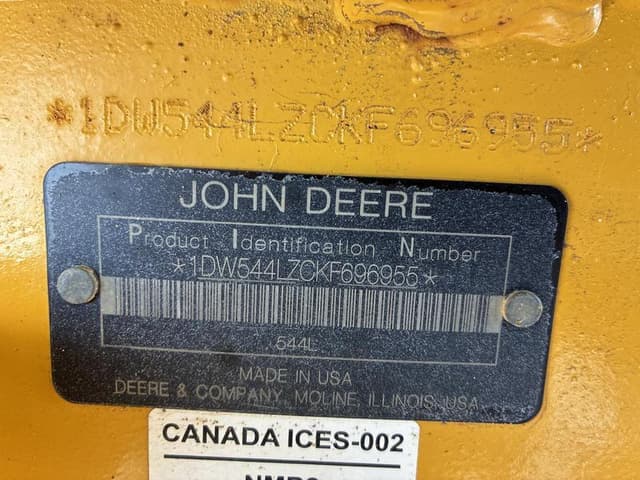 *1DW544LZCKF696955*
JOHN DEERE
Product Identification Number
*1DW544LZCKF696955*
544L
MADE IN USA
DEERE & COMPANY, MOLINE, ILLINOIS, USA
CANADA ICES-002